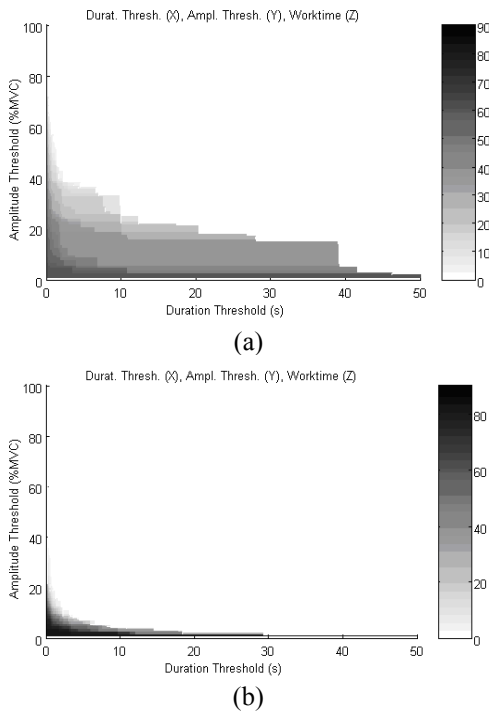 Durat. Thresh. (X), Ampl. Thresh. (Y), Worktime (Z)
100
80
60
40
20
0
Amplitude Threshold (%MVC)
0 10 20 30 40 50
Duration Threshold (s)
90
80
70
60
50
40
30
20
10
0
(a)
Durat. Thresh. (X), Ampl. Thresh. (Y), Worktime (Z)
100
80
60
40
20
0
Amplitude Threshold (%MVC)
0 10 20 30 40 50
Duration Threshold (s)
80
60
40
20
(b)